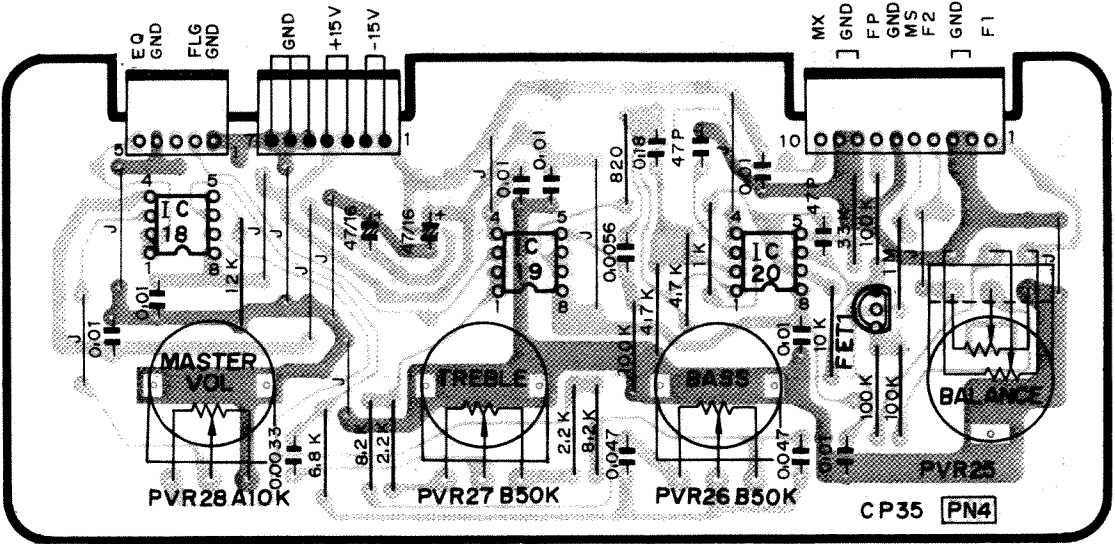 EQ
GND
FLG
GND
GND
+15V
-15V
MX
GND
FP
GND
MS
F2
GND
F1
5
1
7
1
10
1
4
5
IC
18
1
8
J
12K
0.01
0.01
J
J
J
J
J
J
47/16
+
47/16
+
J
0.01
0.01
4
5
IC
19
1
8
820
0.18
47P
0.01
0.0056
J
1K
4.7K
4.7K
100K
4
5
IC
20
1
8
47P
3.3K
100K
1M
J
0.01
10K
FET1
100K
100K
MASTER
VOL
TREBLE
BASS
BALANCE
0.0033
6.8K
8.2K
2.2K
2.2K
8.2K
0.047
0.047
0.01
PVR28 A10K
PVR27 B50K
PVR26 B50K
PVR25
CP35 PN4